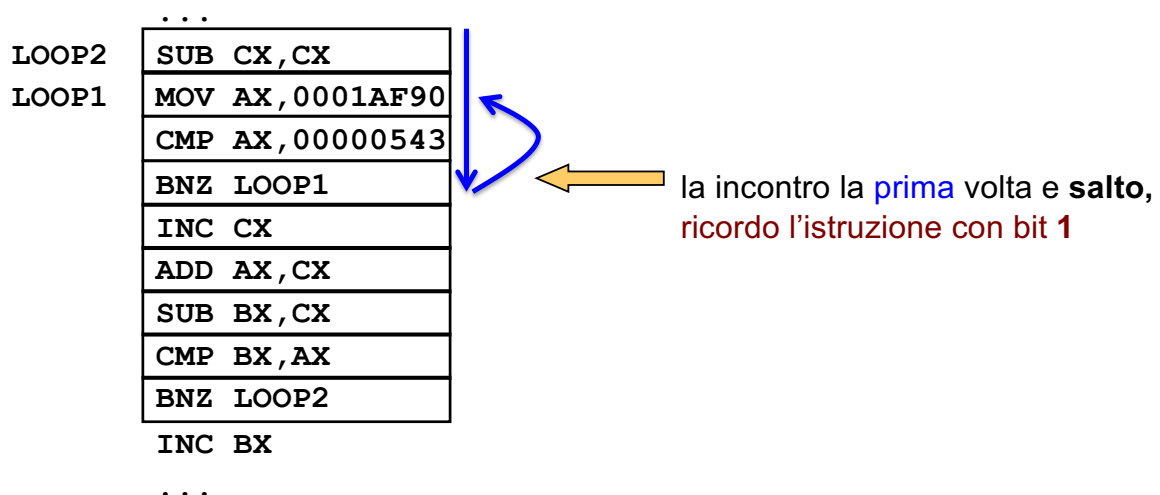 ...
LOOP2 SUB CX,CX
LOOP1 MOV AX,0001AF90
CMP AX,00000543
BNZ LOOP1
la incontro la prima volta e salto,
ricordo l'istruzione con bit 1
INC CX
ADD AX,CX
SUB BX,CX
CMP BX,AX
BNZ LOOP2
INC BX
...